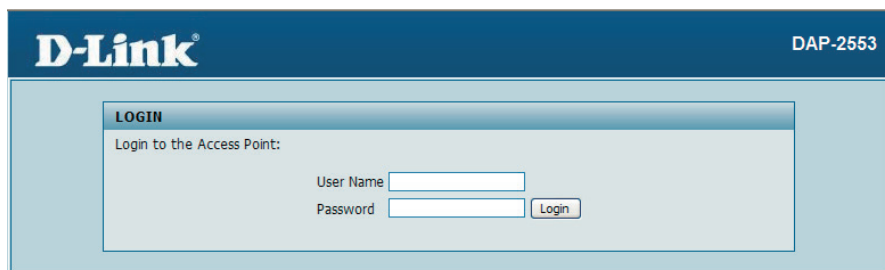 D-Link®
DAP-2553
LOGIN
Login to the Access Point:
User Name
Password Login